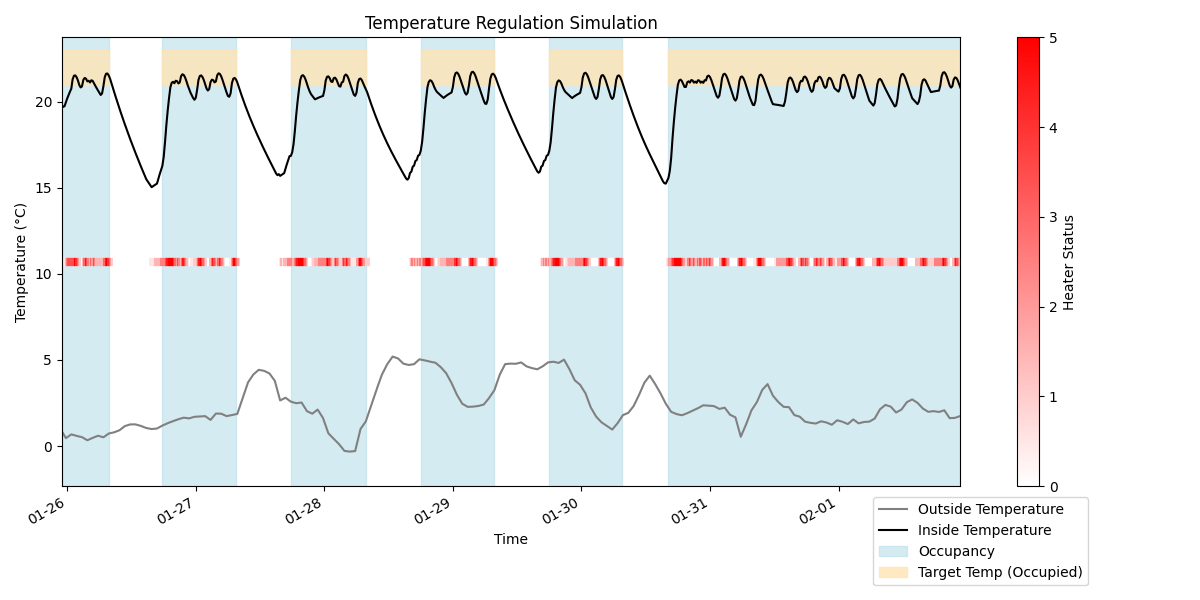 Temperature Regulation Simulation
Temperature (°C)
20
15
10
5
0
01-26
01-27
01-28
01-29
01-30
01-31
02-01
Time
5
4
3
2
1
0
Heater Status
Outside Temperature
Inside Temperature
Occupancy
Target Temp (Occupied)